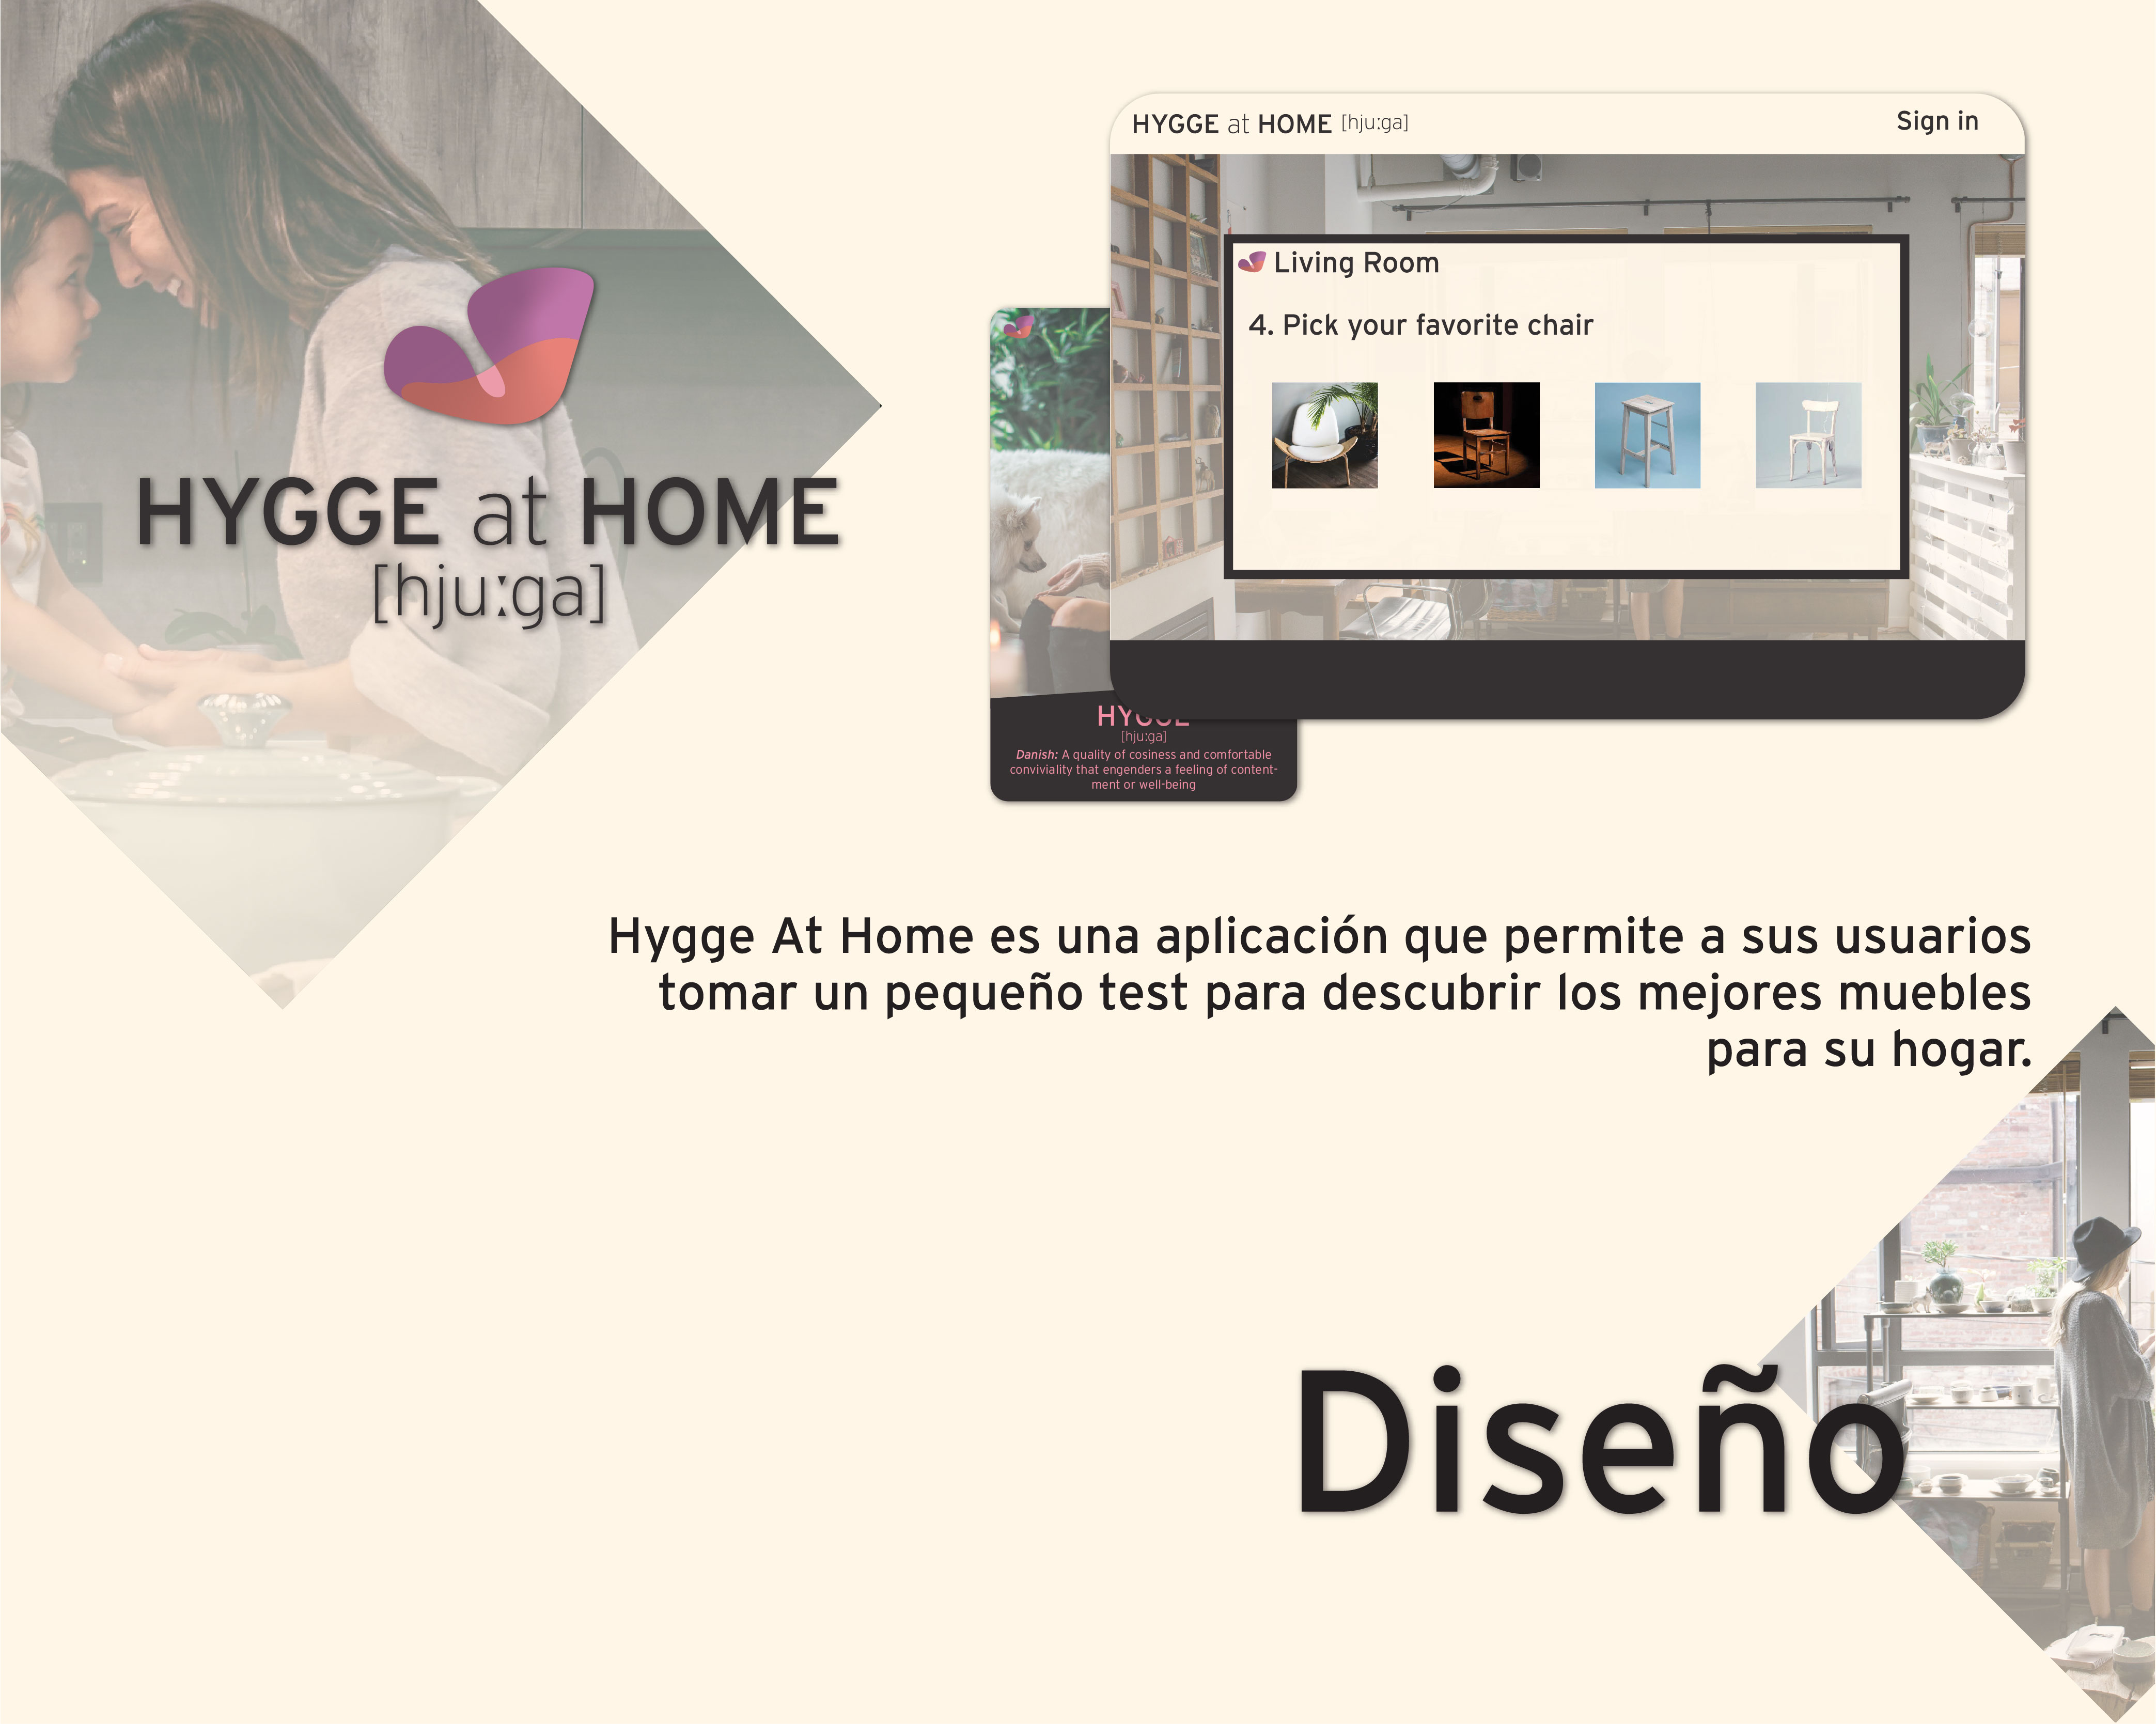 HYGGE at HOME
[hju:ga]
HYGGE at HOME [hju:ga]
Sign in
Living Room
4. Pick your favorite chair
HYGGE
[hju:ga]
Danish: A quality of cosiness and comfortable
conviviality that engenders a feeling of content-
ment or well-being
Hygge At Home es una aplicación que permite a sus usuarios
tomar un pequeño test para descubrir los mejores muebles
para su hogar.
Diseño